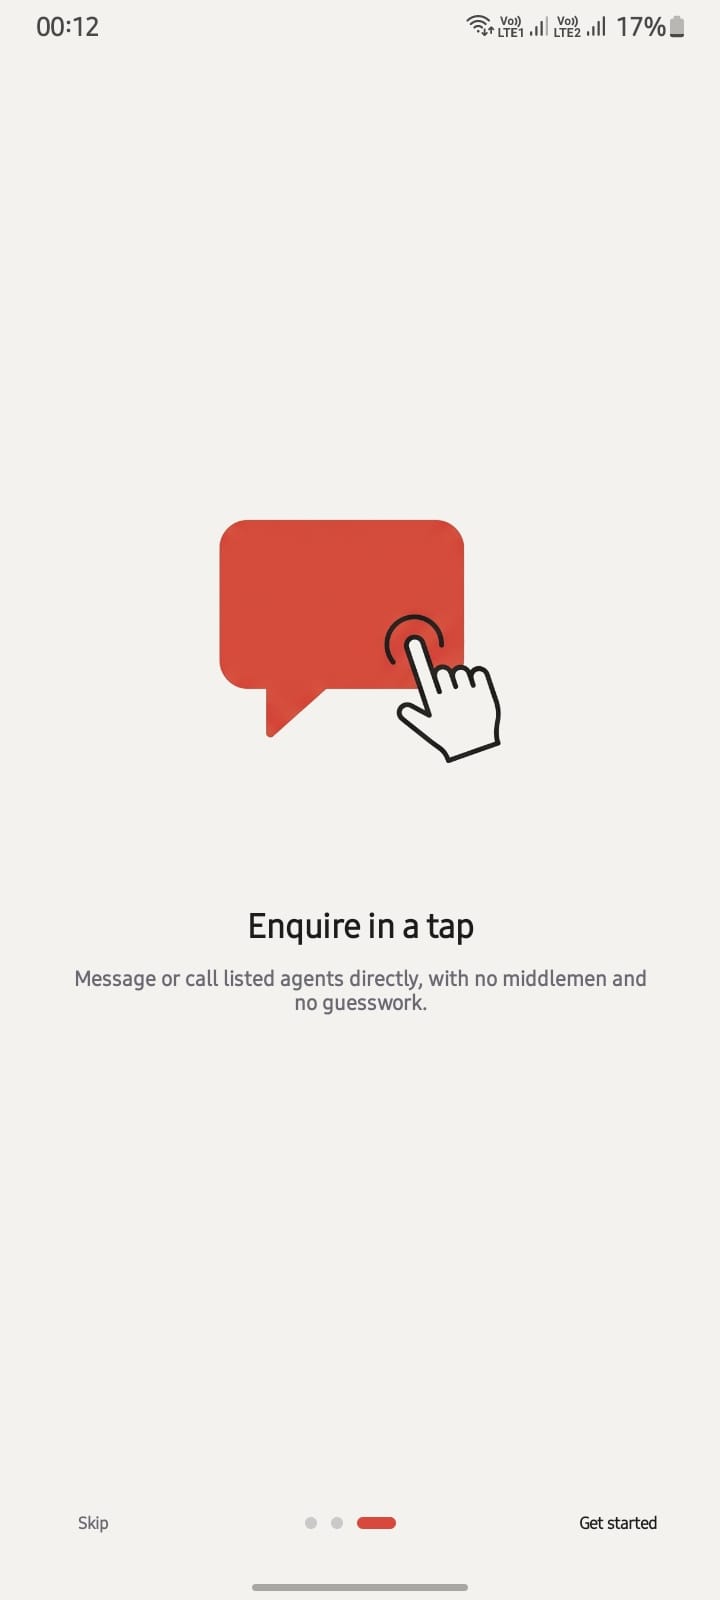 00:12
Vo)) LTE1 Vo)) LTE2 17%
Enquire in a tap
Message or call listed agents directly, with no middlemen and
no guesswork.
Skip
Get started